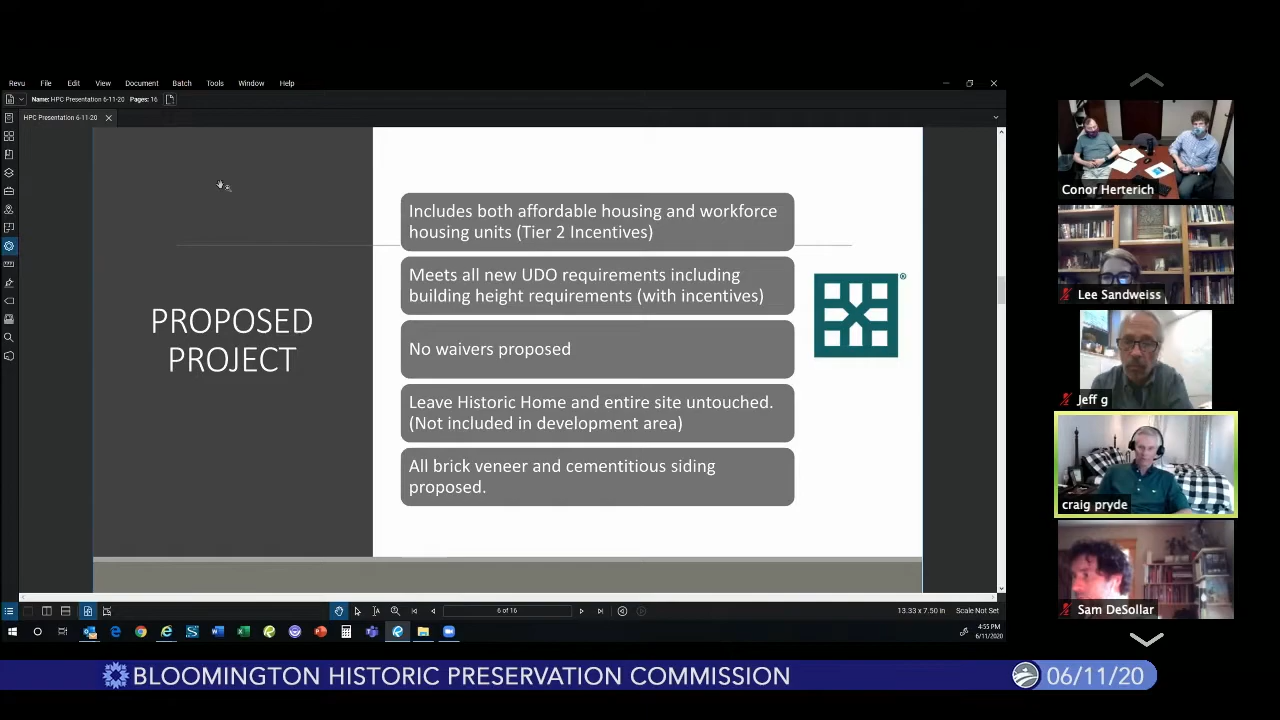 Revu File Edit View Document Batch Tools Window Help
Name: HPC Presentation 6-11-20 Pages: 16
HPC Presentation 6-11-20
PROPOSED
PROJECT
Includes both affordable housing and workforce
housing units (Tier 2 Incentives)
Meets all new UDO requirements including
building height requirements (with incentives)
No waivers proposed
Leave Historic Home and entire site untouched.
(Not included in development area)
All brick veneer and cementitious siding
proposed.
Conor Herterich
Lee Sandweiss
Jeff g
craig pryde
Sam DeSollar
6 of 16
13.33 x 7.50 in Scale Not Set
4:55 PM
6/11/2020
BLOOMINGTON HISTORIC PRESERVATION COMMISSION
06/11/20